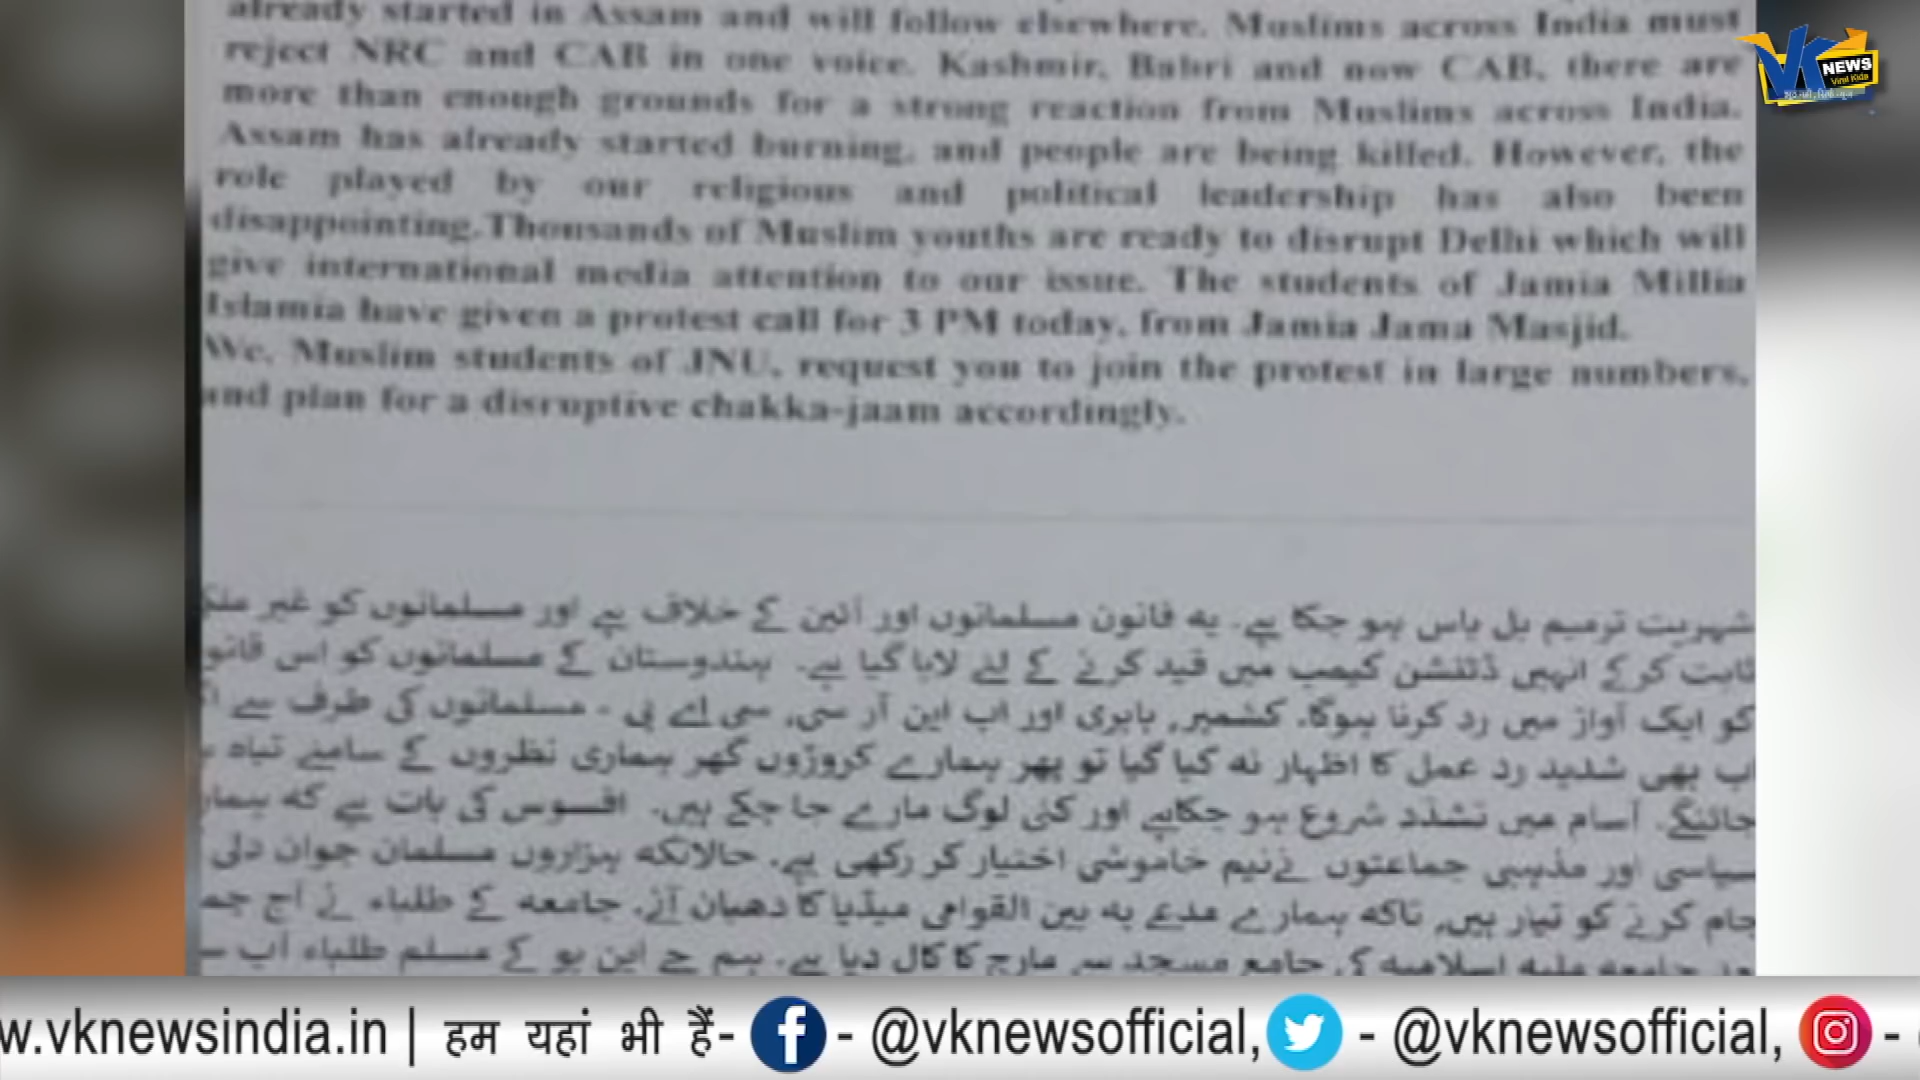 already started in Assam and will follow elsewhere. Muslims across India must
reject NRC and CAB in one voice. Kashmir, Babri and now CAB, there are
more than enough grounds for a strong reaction from Muslims across India.
Assam has already started burning, and people are being killed. However, the
role played by our religious and political leadership has also been
disappointing.Thousands of Muslim youths are ready to disrupt Delhi which will
give international media attention to our issue. The students of Jamia Millia
Islamia have given a protest call for 3 PM today, from Jamia Jama Masjid.
We, Muslim students of JNU, request you to join the protest in large numbers,
and plan for a disruptive chakka-jaam accordingly.
شہریت ترمیم بل پاس ہو چکا ہے۔ یہ قانون مسلمانوں اور آئین کے خلاف ہے اور مسلمانوں کو غیر
ثابت کرکے انہیں ڈٹنشن کیمپ میں قید کرنے کے لئے لایا گیا ہے۔ ہندوستان کے مسلمانوں کو اس
کو ایک آواز میں رد کرنا ہوگا۔ کشمیر, بابری اور اب این آر سی, سی اے بی - مسلمانوں کی طرف سے
اب بھی شدید رد عمل کا اظہار نہ کیا گیا تو پھر ہمارے کروڑوں گھر ہماری نظروں کے سامنے تباہ
جائنگے۔ آسام میں تشدد شروع ہو چکاہے اور کئی لوگ مارے جا چکے ہیں۔ افسوس کی بات ہے کہ
سیاسی اور مذہبی جماعتوں نےنیم خاموشی اختیار کر رکھی ہے۔ حالانکہ ہزاروں مسلمان جوان دلی
جام کرنے کو تیار ہیں, تاکہ ہمارے مدعے پہ بین القوامی میڈیا کا دھیان آئے۔ جامعہ کے طلباء نے آج
جامعہ ملیہ اسلامیہ کی جامع مسجد سے مارچ کا کال دیا ہے۔ ہم جے این یو کے مسلم طلباء آپ
VK NEWS
Viral Kida
w.vknewsindia.in | हम यहां भी हैं- f - @vknewsofficial, - @vknewsofficial, -